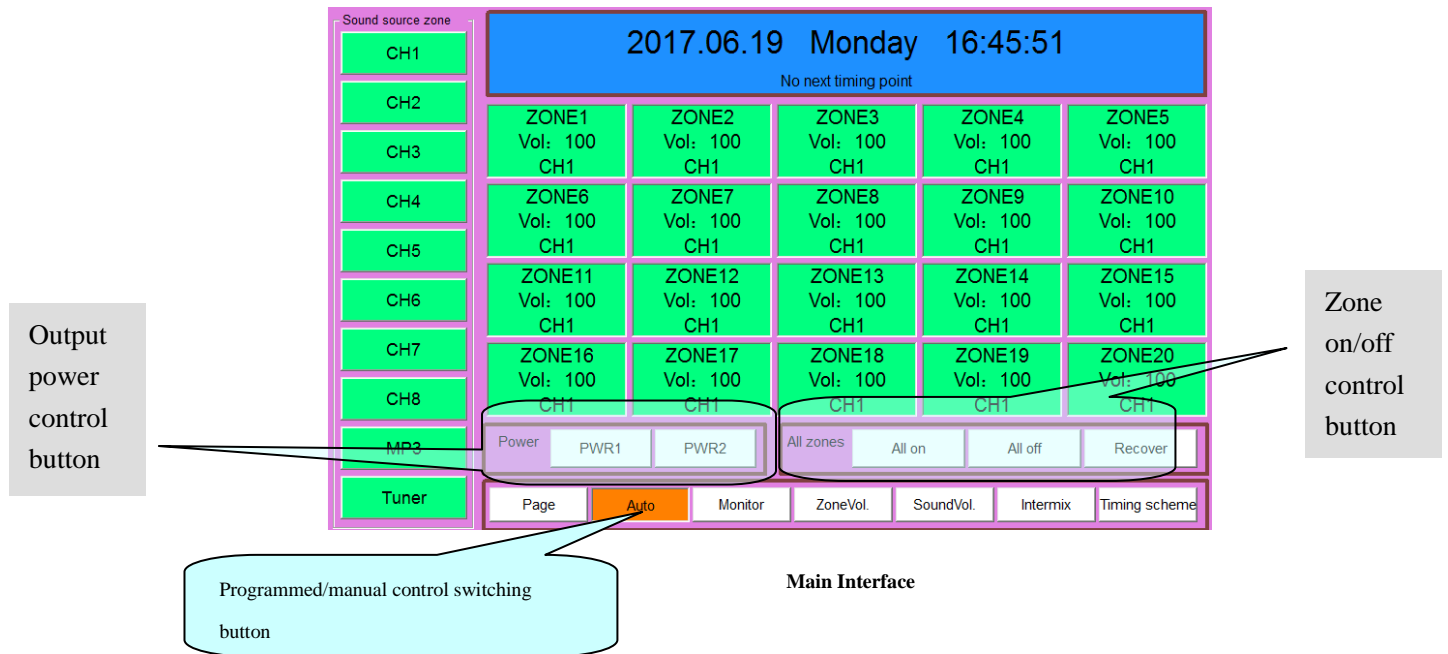 Sound source zone
CH1
CH2
CH3
CH4
CH5
CH6
CH7
CH8
MP3
Tuner
2017.06.19 Monday 16:45:51
No next timing point
ZONE1 ZONE2 ZONE3 ZONE4 ZONE5
Vol: 100 Vol: 100 Vol: 100 Vol: 100 Vol: 100
CH1 CH1 CH1 CH1 CH1
ZONE6 ZONE7 ZONE8 ZONE9 ZONE10
Vol: 100 Vol: 100 Vol: 100 Vol: 100 Vol: 100
CH1 CH1 CH1 CH1 CH1
ZONE11 ZONE12 ZONE13 ZONE14 ZONE15
Vol: 100 Vol: 100 Vol: 100 Vol: 100 Vol: 100
CH1 CH1 CH1 CH1 CH1
ZONE16 ZONE17 ZONE18 ZONE19 ZONE20
Vol: 100 Vol: 100 Vol: 100 Vol: 100 Vol: 100
CH1 CH1 CH1 CH1 CH1
Power PWR1 PWR2 All zones All on All off Recover
Page Auto Monitor ZoneVol. SoundVol. Intermix Timing scheme
Output
power
control
button
Zone
on/off
control
button
Programmed/manual control switching
button
Main Interface